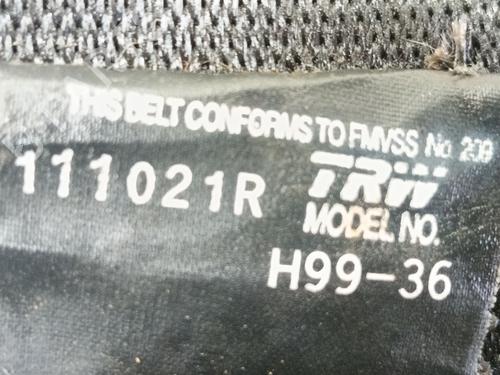 THIS BELT CONFORMS TO FMVSS No 209
111021R TRW
MODEL NO.
H99-36